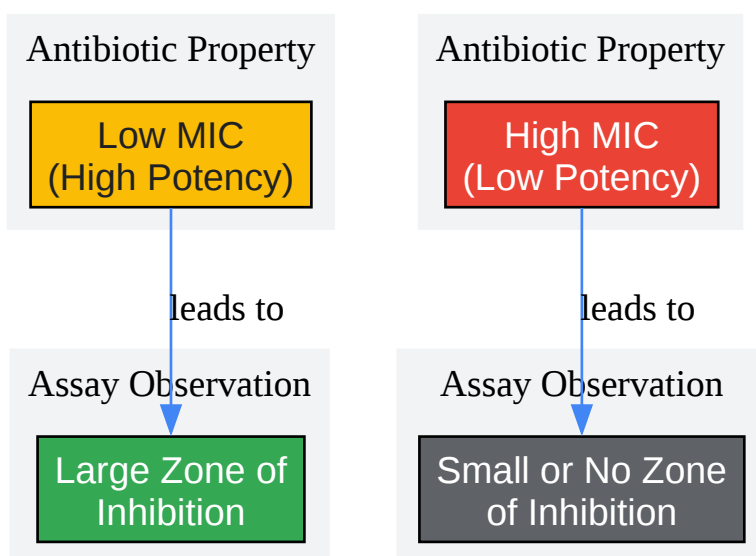 Antibiotic Property
Low MIC
(High Potency)
leads to
Assay Observation
Large Zone of
Inhibition
Antibiotic Property
High MIC
(Low Potency)
leads to
Assay Observation
Small or No Zone
of Inhibition